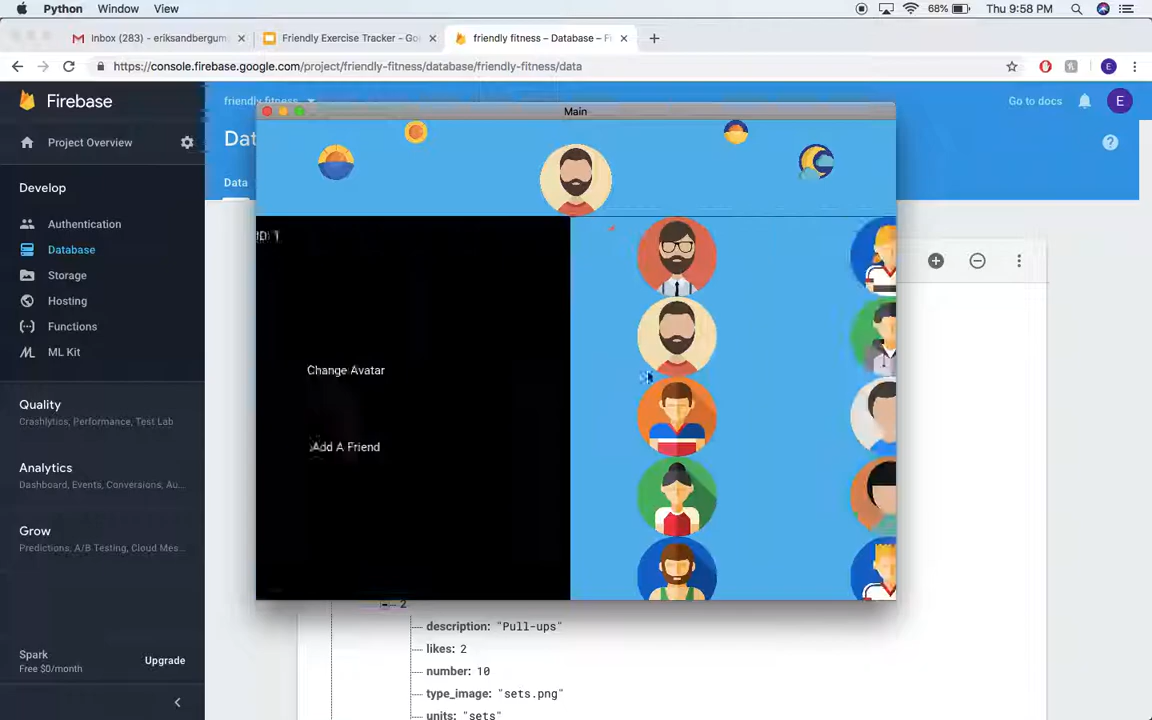 Python Window View 68% Thu 9:58 PM
Inbox (283) - eriksandbergum Friendly Exercise Tracker - Go friendly fitness – Database – Fi
https://console.firebase.google.com/project/friendly-fitness/database/friendly-fitness/data E
Firebase
friendly fitness
Go to docs E
Main
Project Overview
Dat
Data
Develop
Authentication
Database
Storage
Hosting
Functions
ML Kit
Change Avatar
Add A Friend
Quality
Crashlytics, Performance, Test Lab
Analytics
Dashboard, Events, Conversions, Au...
Grow
Predictions, A/B Testing, Cloud Mes...
Spark
Free $0/month
Upgrade
2
description: "Pull-ups"
likes: 2
number: 10
type_image: "sets.png"
units: "sets"